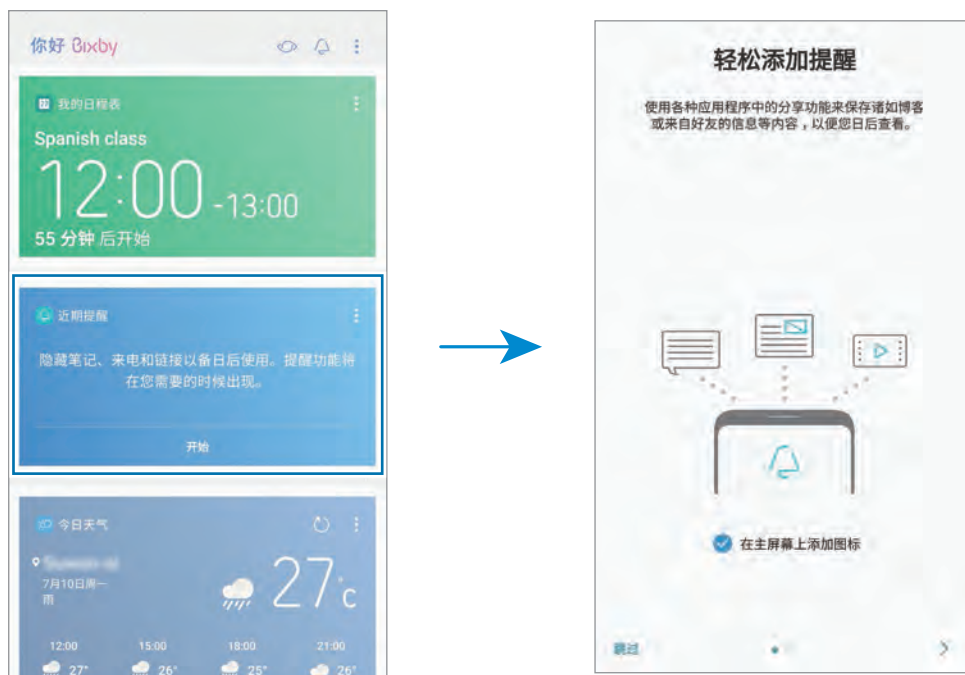 你好 Bixby
我的日程表
Spanish class
12:00 -13:00
55 分钟 后开始
近期提醒
隐藏笔记、来电和链接以备日后使用。提醒功能将
在您需要的时候出现。
开始
今日天气
7月10日周一
雨
27°c
12:00 15:00 18:00 21:00
27° 26° 25° 26°
轻松添加提醒
使用各种应用程序中的分享功能来保存诸如博客
或来自好友的信息等内容，以便您日后查看。
在主屏幕上添加图标
跳过